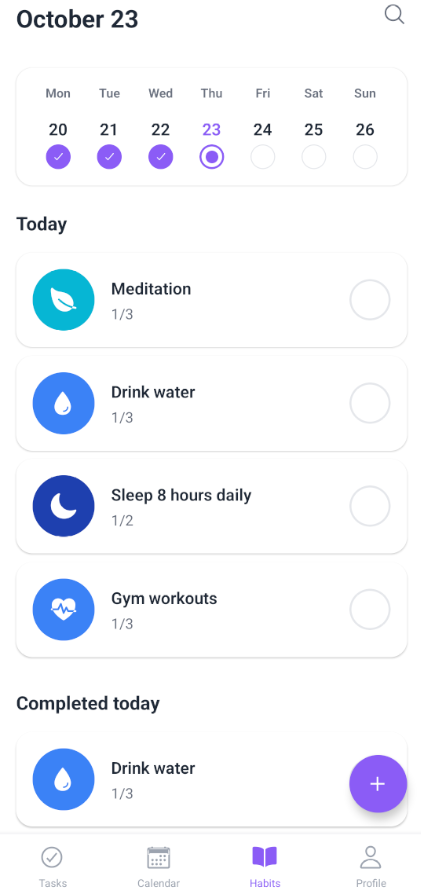 October 23
Mon Tue Wed Thu Fri Sat Sun
20 21 22 23 24 25 26
Today
Meditation
1/3
Drink water
1/3
Sleep 8 hours daily
1/2
Gym workouts
1/3
Completed today
Drink water
1/3
Tasks Calendar Habits Profile